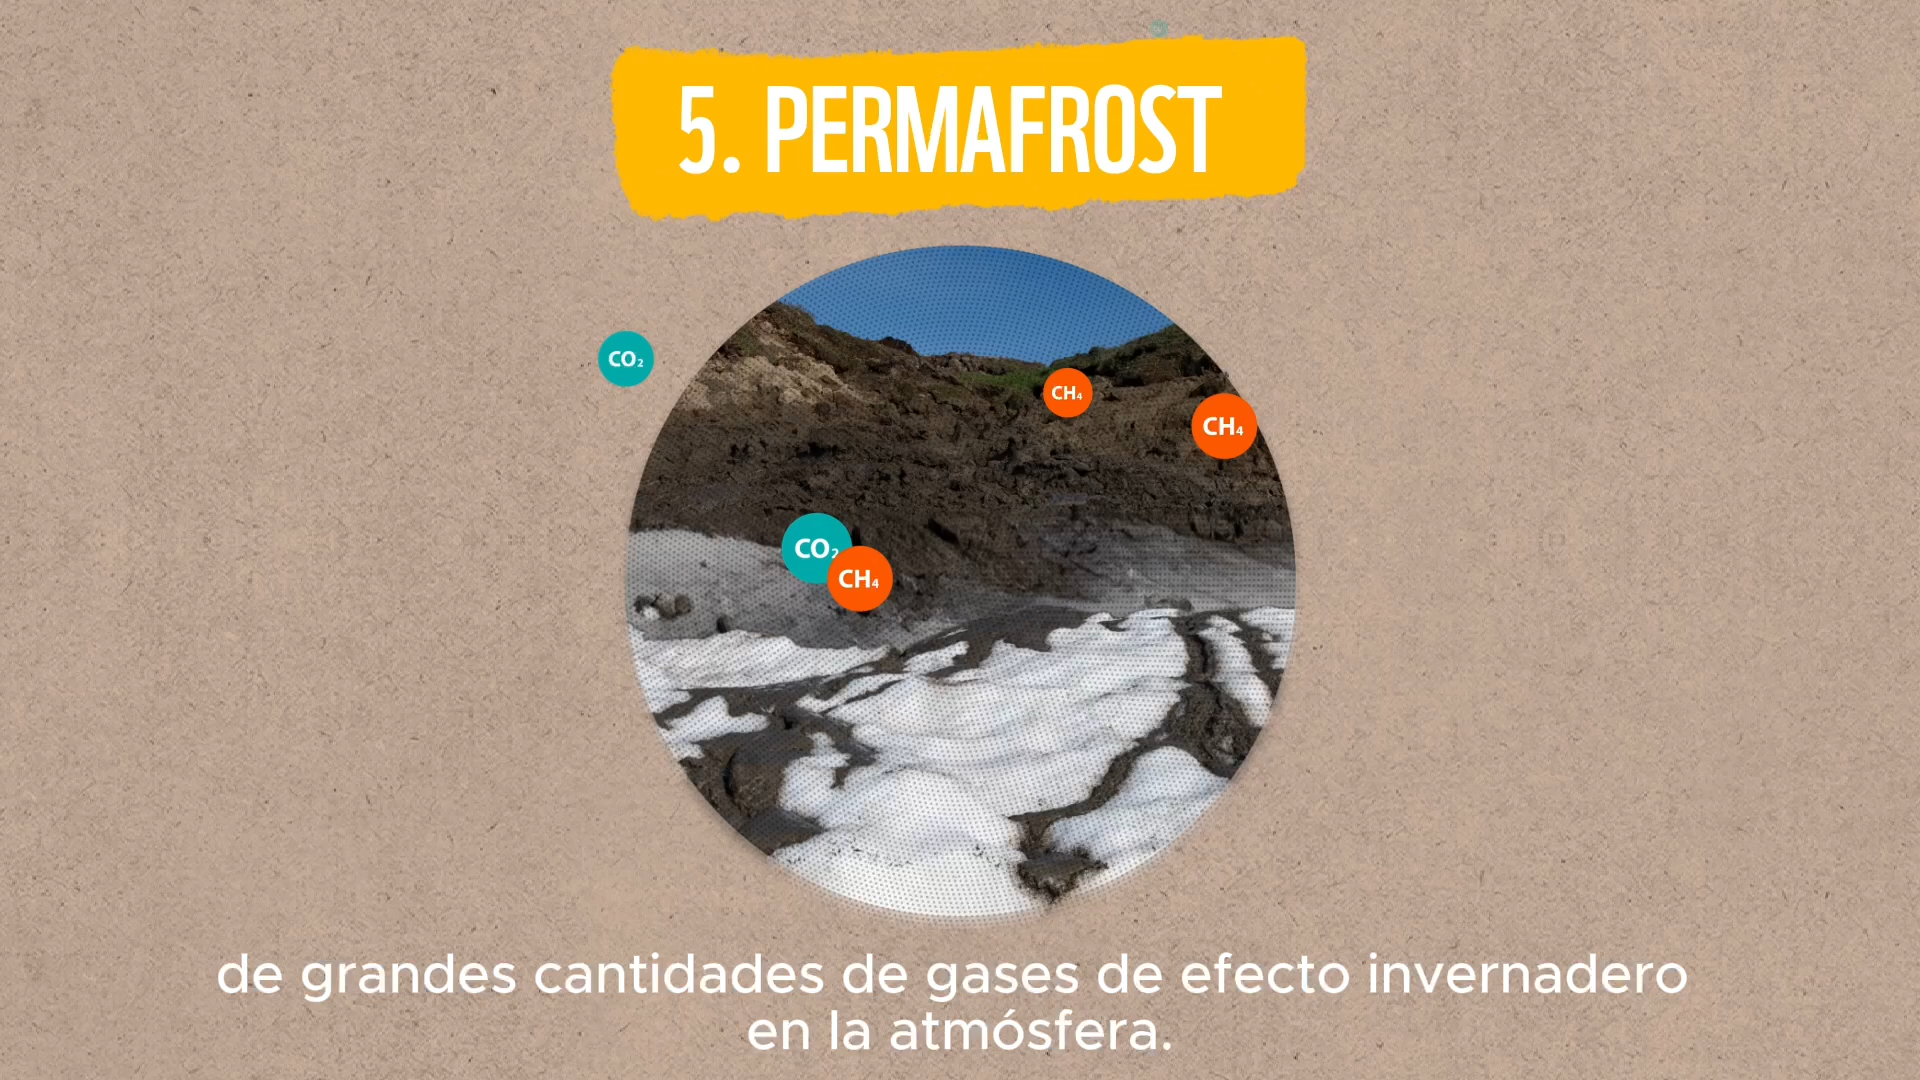 5. PERMAFROST
CO₂
CH₄
CH₄
CO₂
CH₄
de grandes cantidades de gases de efecto invernadero
en la atmósfera.